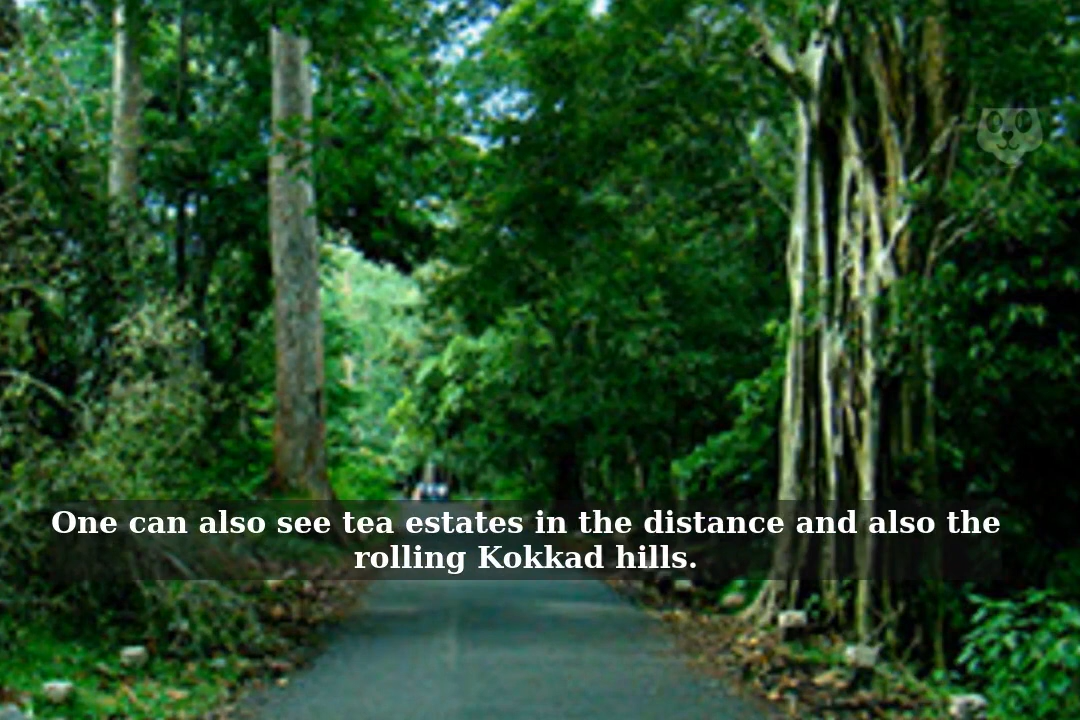 One can also see tea estates in the distance and also the
rolling Kokkad hills.